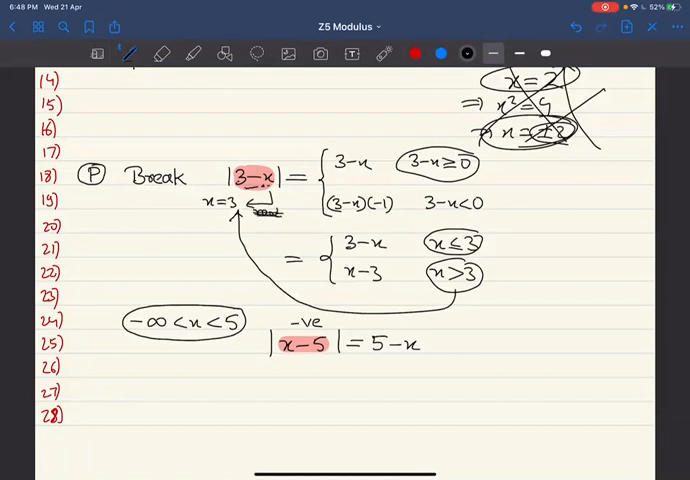 6:48 PM Wed 21 Apr
52%
Z5 Modulus
14) x = 2
15) ⇒ x² = 4
16) ⇒ x = ±2
17)
18) P Break |3-x| = { 3-x 3-x≥0
19) x=3 (3-x)(-1) 3-x<0
20)
21) = { 3-x x≤3
22) x-3 x>3
23)
24) -∞<x<5 -ve
25) |x-5| = 5-x
26)
27)
28)